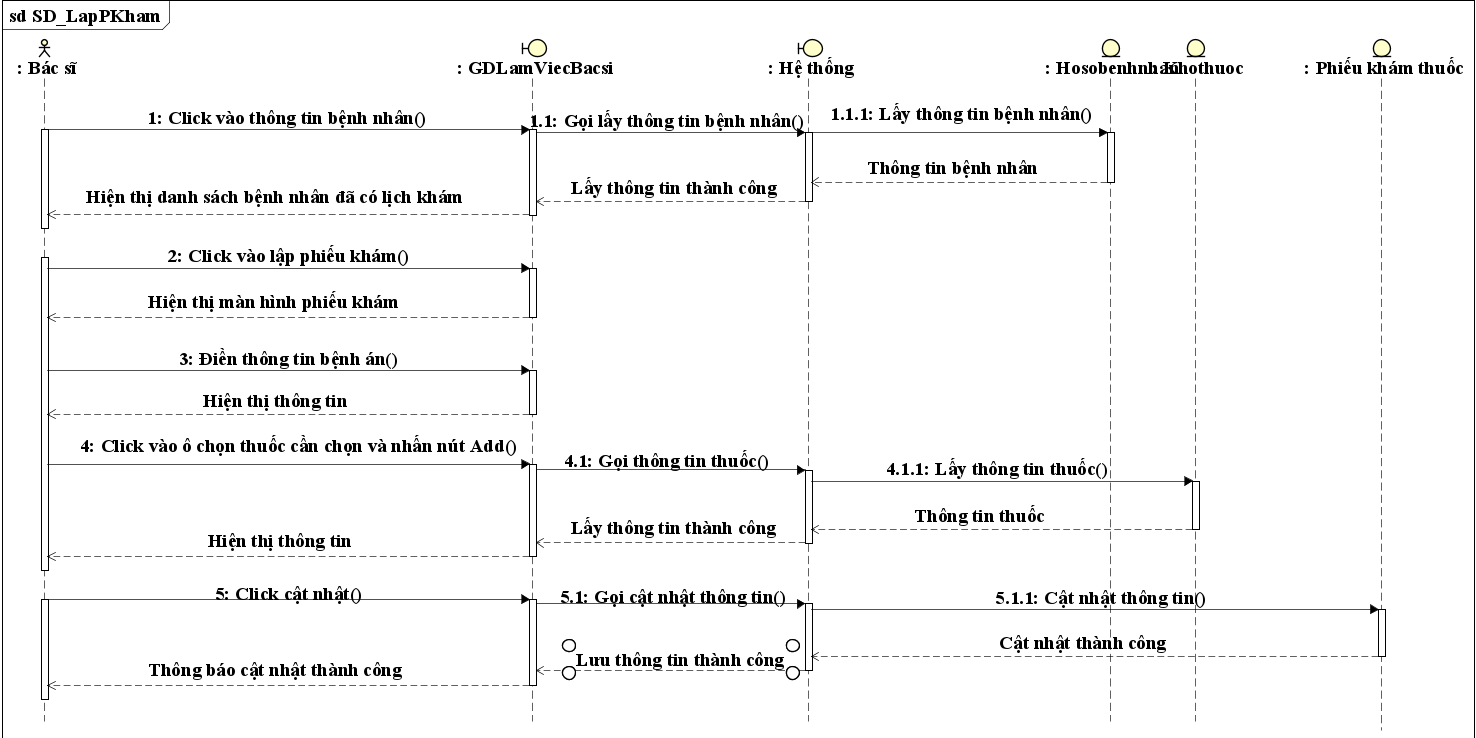 sd SD_LapPKham
: Bác sĩ
: GDLamViecBacsi
: Hệ thống
: Hosobenhnhan
: Khothuoc
: Phiếu khám thuốc
1: Click vào thông tin bệnh nhân()
1.1: Gọi lấy thông tin bệnh nhân()
1.1.1: Lấy thông tin bệnh nhân()
Thông tin bệnh nhân
Lấy thông tin thành công
Hiện thị danh sách bệnh nhân đã có lịch khám
2: Click vào lập phiếu khám()
Hiện thị màn hình phiếu khám
3: Điền thông tin bệnh án()
Hiện thị thông tin
4: Click vào ô chọn thuốc cần chọn và nhấn nút Add()
4.1: Gọi thông tin thuốc()
4.1.1: Lấy thông tin thuốc()
Thông tin thuốc
Lấy thông tin thành công
Hiện thị thông tin
5: Click cật nhật()
5.1: Gọi cật nhật thông tin()
5.1.1: Cật nhật thông tin()
Cật nhật thành công
Lưu thông tin thành công
Thông báo cật nhật thành công